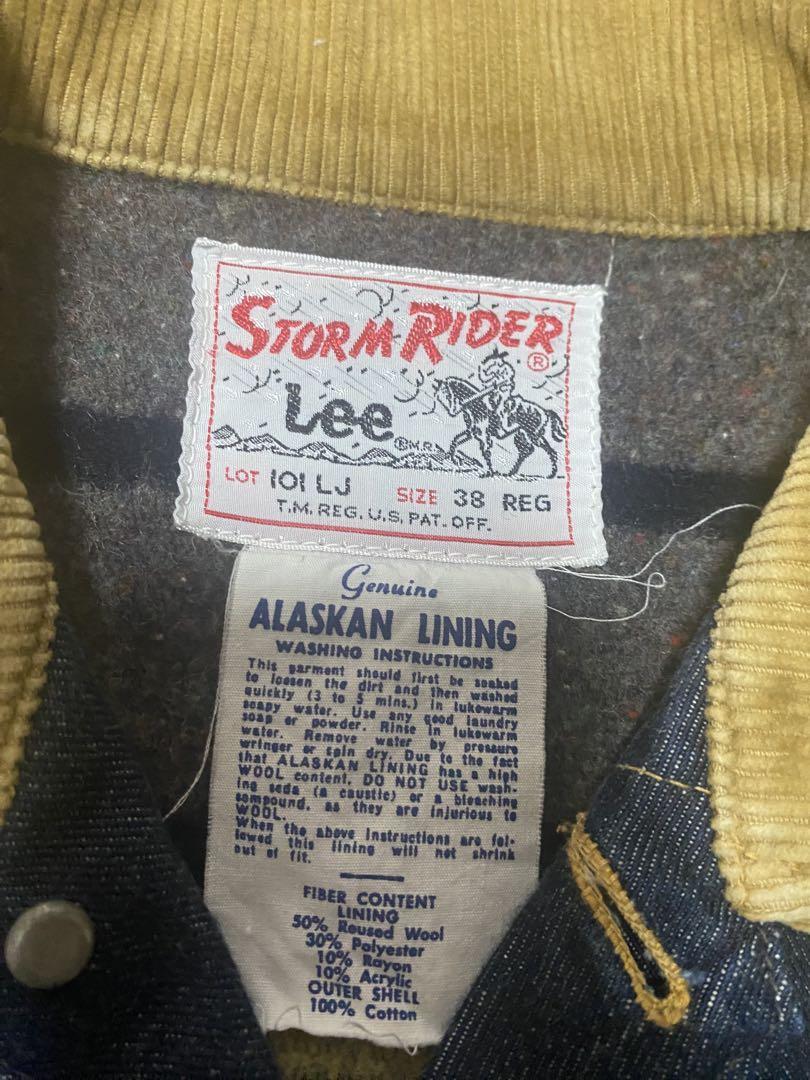 STORM RIDER ®
Lee ® M.R.
LOT 101 LJ SIZE 38 REG
T.M. REG. U.S. PAT. OFF.
Genuine
ALASKAN LINING
WASHING INSTRUCTIONS
This garment should first be soaked
to loosen the dirt and then washed
quickly (3 to 5 mins.) in lukewarm
soapy water. Use any good laundry
soap or powder. Rinse in lukewarm
water. Remove water by pressure
wringer or spin dry. Due to the fact
that ALASKAN LINING has a high
WOOL content, DO NOT USE wash-
ing soda (a caustic) or a bleaching
compound, as they are injurious to
WOOL.
When the above instructions are fol-
lowed this lining will not shrink
out of fit.
FIBER CONTENT
LINING
50% Reused Wool
30% Polyester
10% Rayon
10% Acrylic
OUTER SHELL
100% Cotton